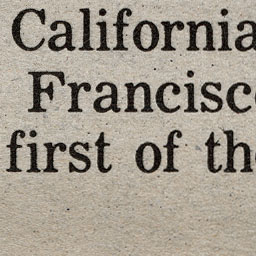 California
Francisc
first of th